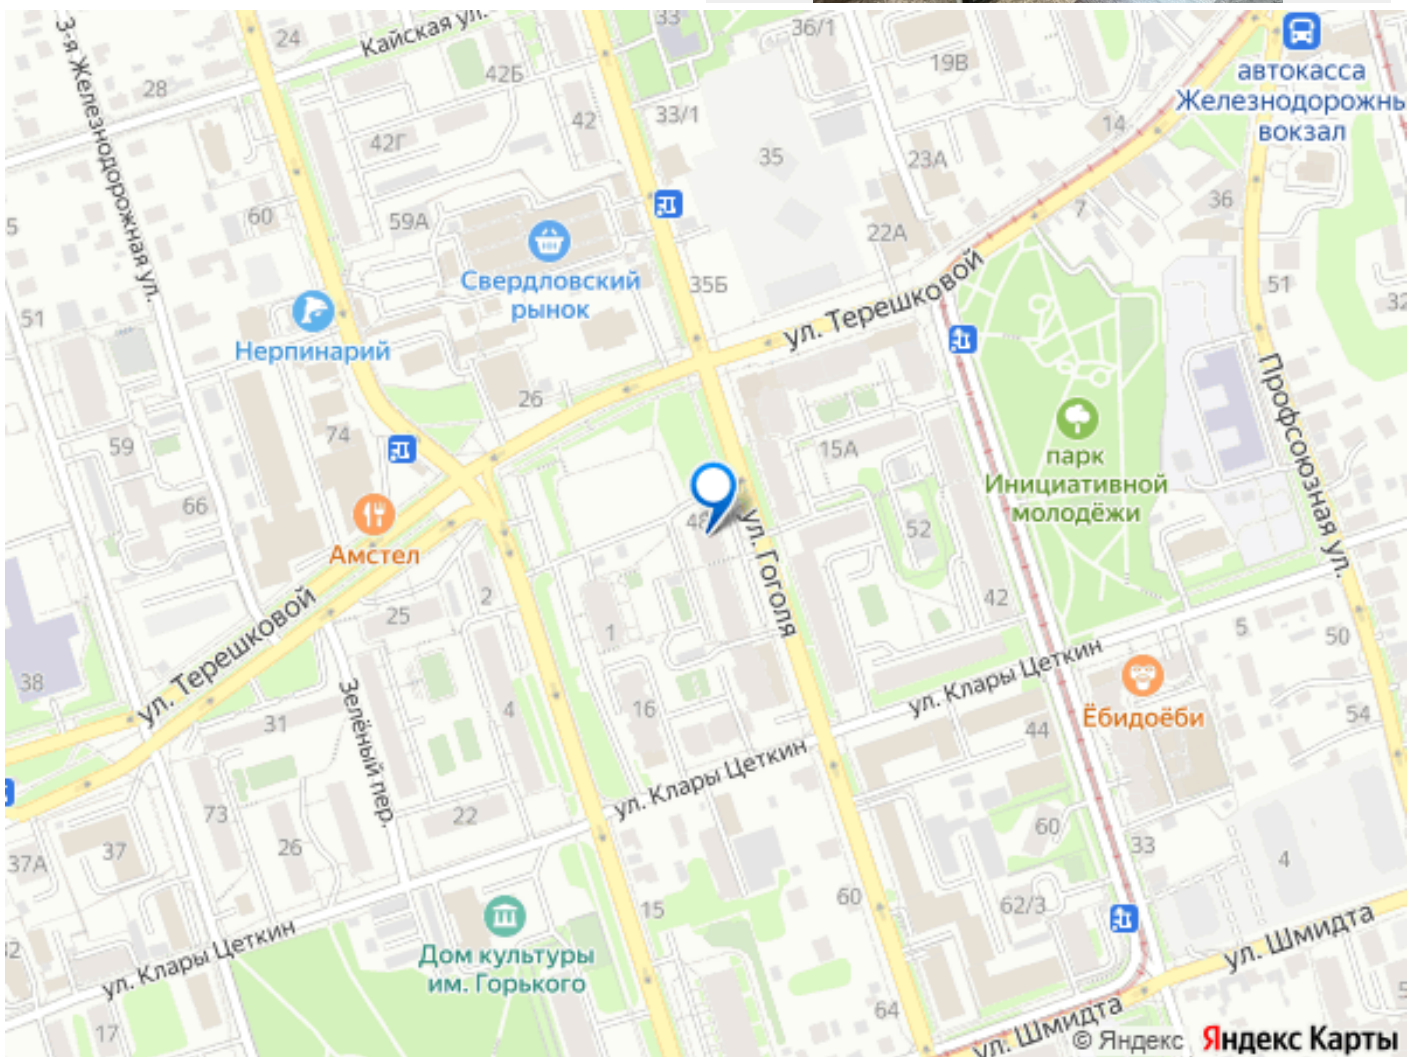 33
36/1
24
Кайская ул.
19В
автокасса
Железнодорожны
вокзал
3-я Железнодорожная ул.
28
42Б
33/1
42
42Г
14
35
23А
60
59А
7
36
5
22А
Свердловский
рынок
35Б
51
ул. Терешковой
51
32
Нерпинарий
26
Профсоюзная ул.
59
74
15А
парк
Инициативной
молодёжи
66
48
52
Амстел
ул. Гоголя
2
42
ул. Терешковой
25
1
5
50
38
Зелёный пер.
ул. Клары Цеткин
16
4
31
Ёбидоёби
54
44
ул. Клары Цеткин
73
22
60
33
37А
37
26
4
60
62/3
15
ул. Клары Цеткин
ул. Шмидта
Дом культуры
им. Горького
17
64
ул. Шмидта
© Яндекс
Яндекс Карты